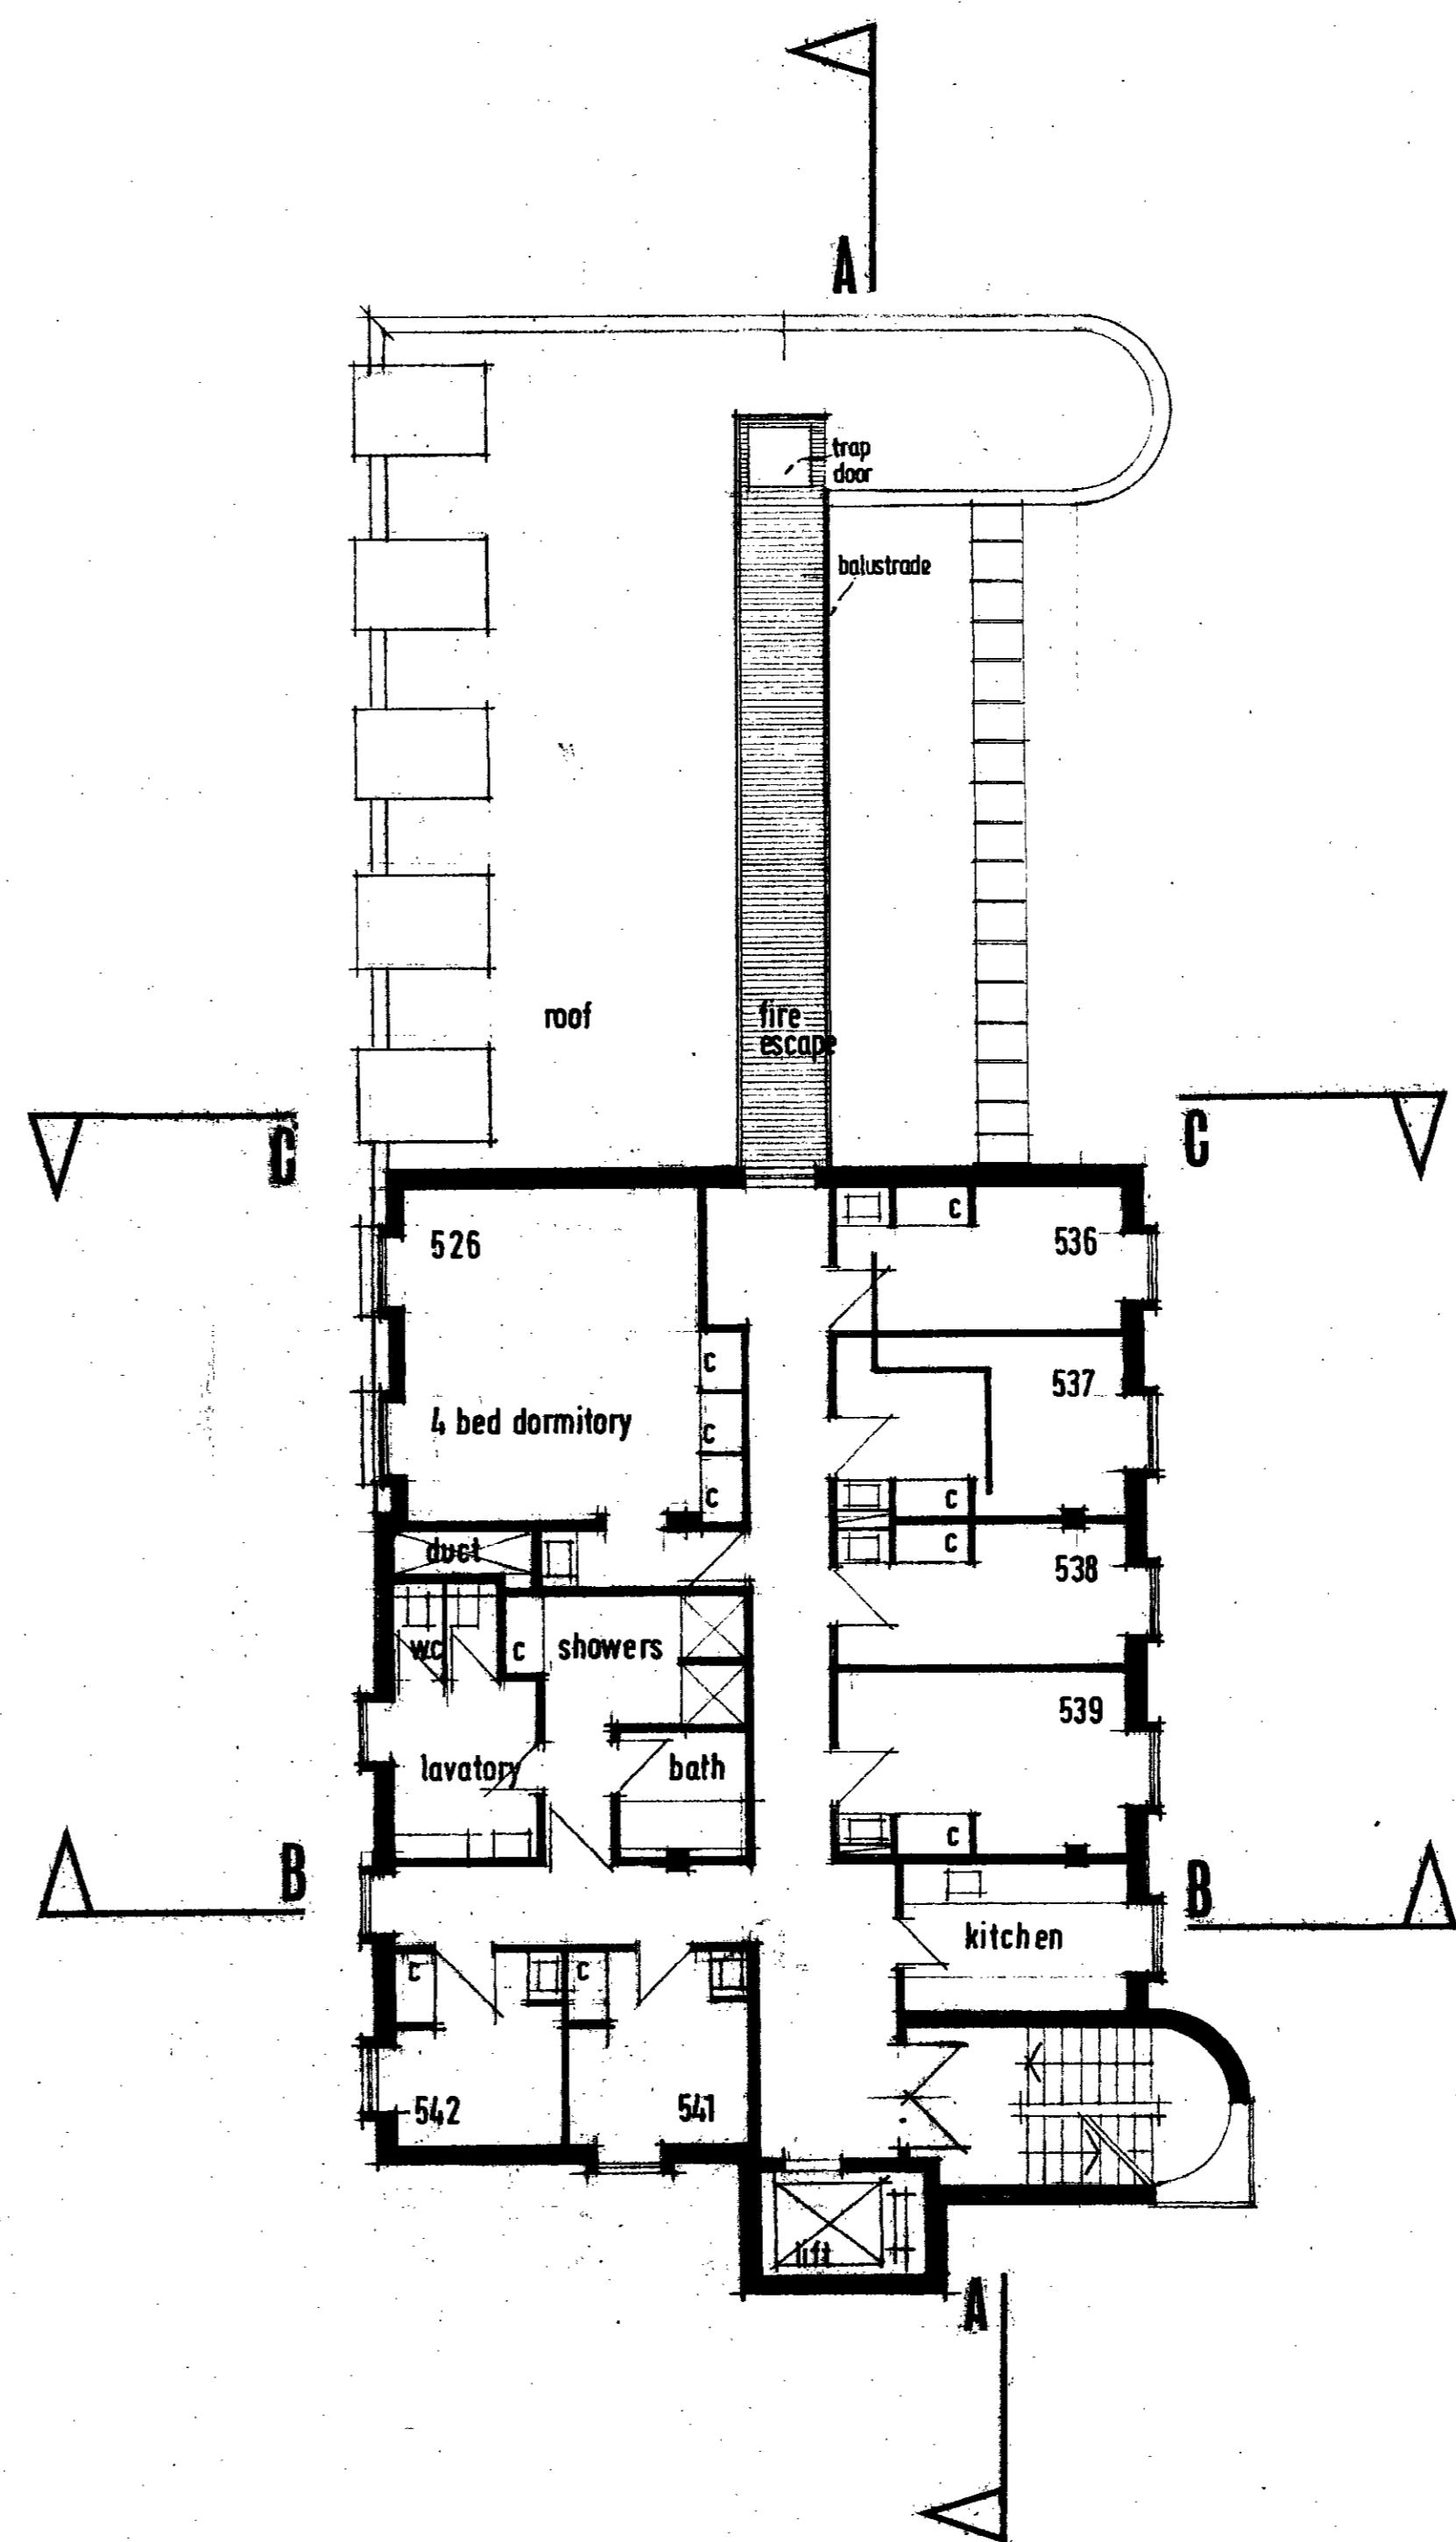 A
trap
door
balustrade
roof
fire
escape
C
C
526
c
536
c
537
4 bed dormitory
c
c
c
c
duct
538
w.c
c
showers
539
lavatory
bath
c
B
B
kitchen
c
c
542
541
lift
A